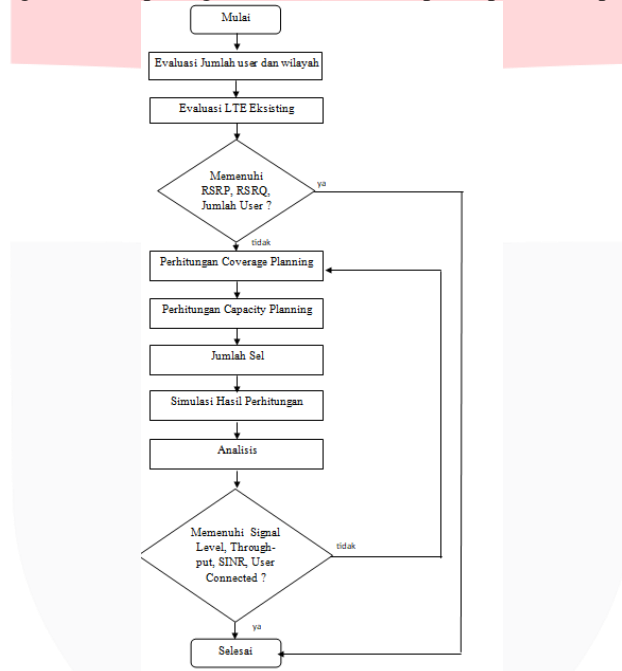 Mulai
Evaluasi Jumlah user dan wilayah
Evaluasi LTE Eksisting
Memenuhi
RSRP, RSRQ,
Jumlah User ?
ya
tidak
Perhitungan Coverage Planning
Perhitungan Capacity Planning
Jumlah Sel
Simulasi Hasil Perhitungan
Analisis
Memenuhi Signal
Level, Through-
put, SINR, User
Connected ?
tidak
ya
Selesai